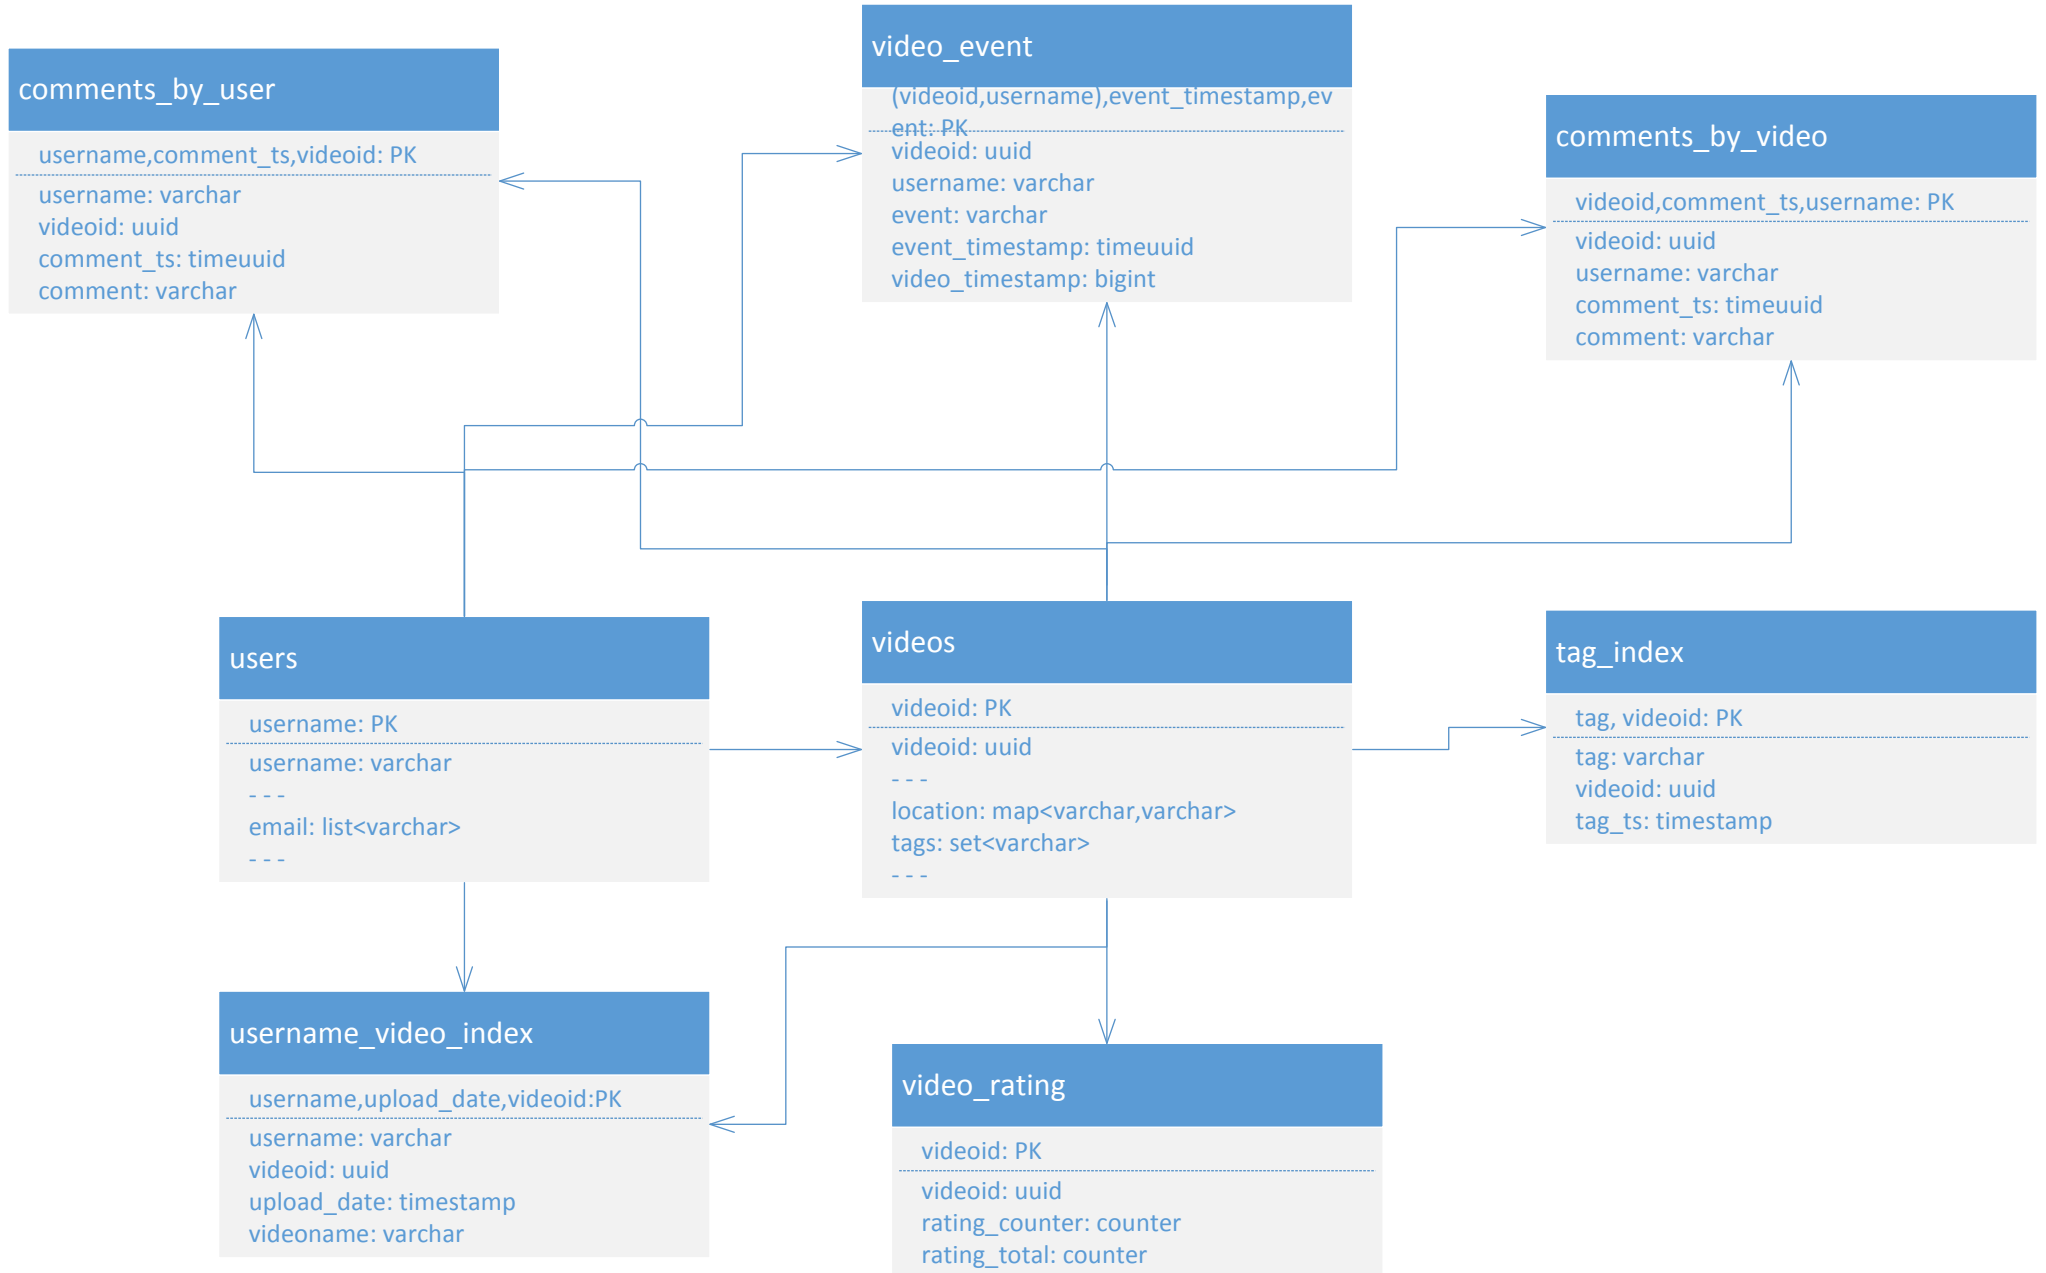 comments_by_user
username,comment_ts,videoid: PK
username: varchar
videoid: uuid
comment_ts: timeuuid
comment: varchar
video_event
(videoid,username),event_timestamp,ev
ent: PK
videoid: uuid
username: varchar
event: varchar
event_timestamp: timeuuid
video_timestamp: bigint
comments_by_video
videoid,comment_ts,username: PK
videoid: uuid
username: varchar
comment_ts: timeuuid
comment: varchar
users
username: PK
username: varchar
- - -
email: list<varchar>
- - -
videos
videoid: PK
videoid: uuid
- - -
location: map<varchar,varchar>
tags: set<varchar>
- - -
tag_index
tag, videoid: PK
tag: varchar
videoid: uuid
tag_ts: timestamp
username_video_index
username,upload_date,videoid:PK
username: varchar
videoid: uuid
upload_date: timestamp
videoname: varchar
video_rating
videoid: PK
videoid: uuid
rating_counter: counter
rating_total: counter